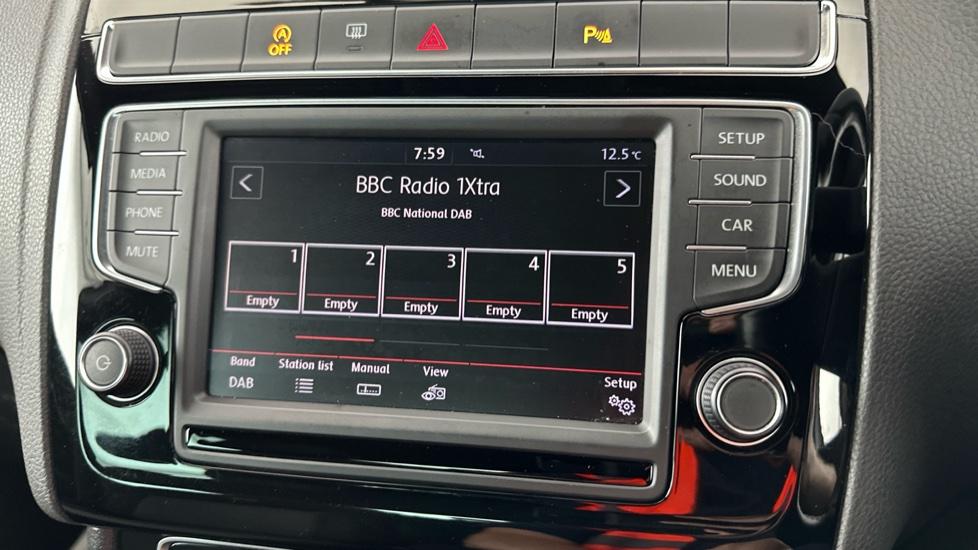 OFF
P
RADIO
MEDIA
PHONE
MUTE
7:59
12.5°C
BBC Radio 1Xtra
BBC National DAB
1 2 3 4 5
Empty Empty Empty Empty Empty
Band Station list Manual View Setup
DAB
SETUP
SOUND
CAR
MENU